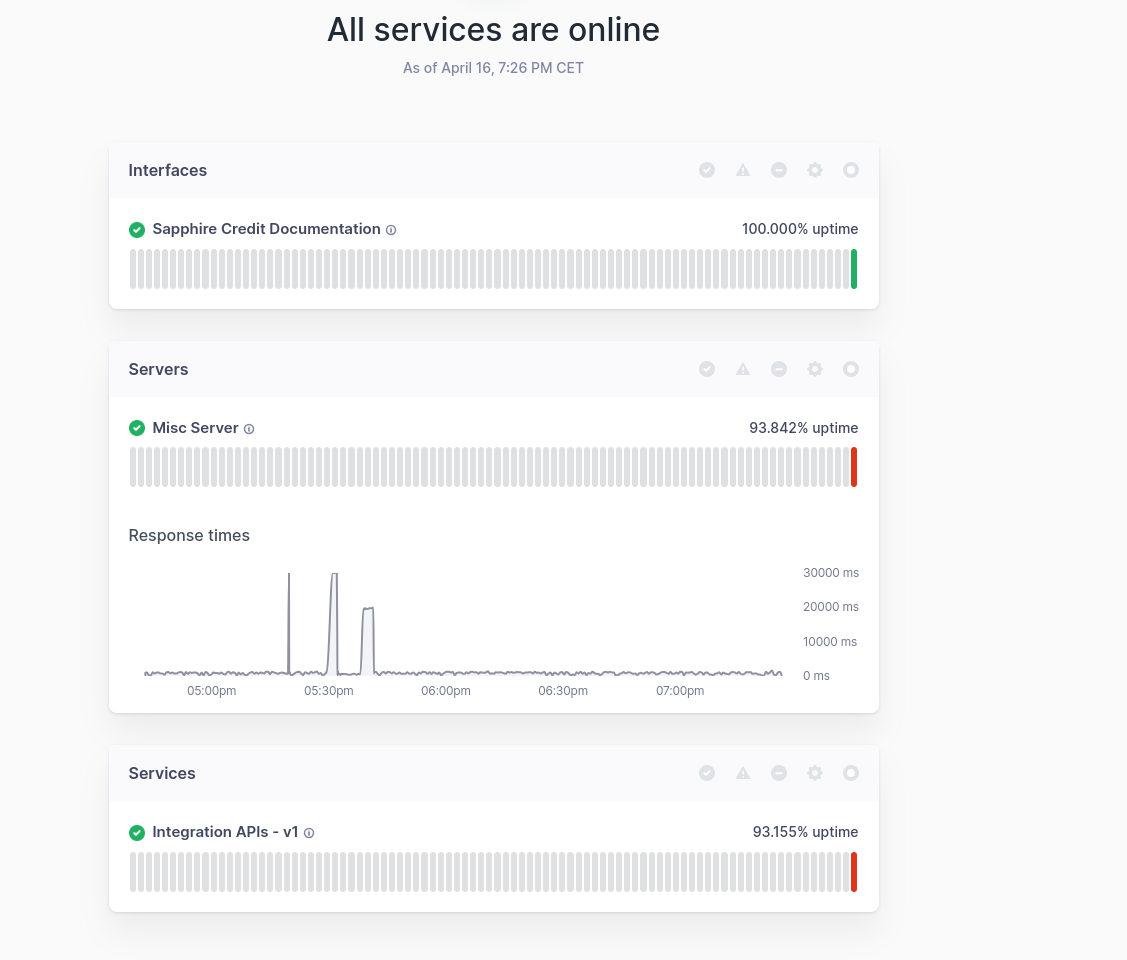 All services are online
As of April 16, 7:26 PM CET
Interfaces
Sapphire Credit Documentation 100.000% uptime
Servers
Misc Server 93.842% uptime
Response times
30000 ms
20000 ms
10000 ms
0 ms
05:00pm 05:30pm 06:00pm 06:30pm 07:00pm
Services
Integration APIs - v1 93.155% uptime